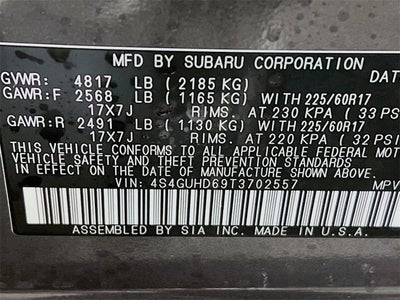 MFD BY SUBARU CORPORATION DAT
GVWR: 4817 LB (2185 KG)
GAWR:F 2568 LB (1165 KG) WITH 225/60R17
17X7J RIMS. AT 230 KPA (33 PS
GAWR:R 2491 LB (1130 KG) WITH 225/60R17
17X7J RIMS. AT 220 KPA (32 PSI
THIS VEHICLE CONFORMS TO ALL APPLICABLE FEDERAL MOT
VEHICLE SAFETY AND THEFT PREVENTION STANDARDS
IN EFFECT ON THE DATE OF MANUFACTURE SHOWN ABOVE.
VIN: 4S4GUHD69T3702557 MPV
ASSEMBLED BY SIA INC. IN U.S.A.